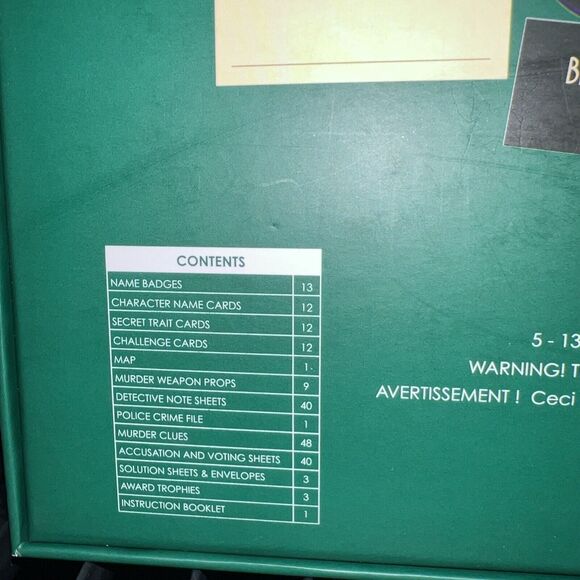 CONTENTS
NAME BADGES 13
CHARACTER NAME CARDS 12
SECRET TRAIT CARDS 12
CHALLENGE CARDS 12
MAP 1
MURDER WEAPON PROPS 9
DETECTIVE NOTE SHEETS 40
POLICE CRIME FILE 1
MURDER CLUES 48
ACCUSATION AND VOTING SHEETS 40
SOLUTION SHEETS & ENVELOPES 3
AWARD TROPHIES 3
INSTRUCTION BOOKLET 1
5 - 13
WARNING! T
AVERTISSEMENT ! Ceci